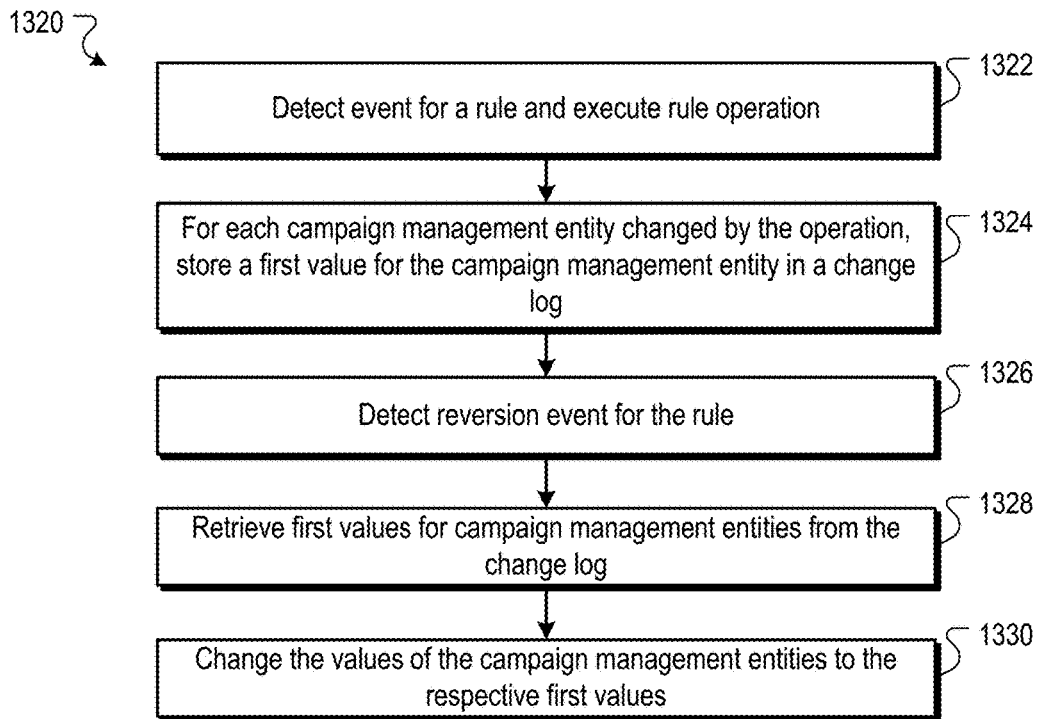 1320
1322
Detect event for a rule and execute rule operation
1324
For each campaign management entity changed by the operation,
store a first value for the campaign management entity in a change
log
1326
Detect reversion event for the rule
1328
Retrieve first values for campaign management entities from the
change log
1330
Change the values of the campaign management entities to the
respective first values